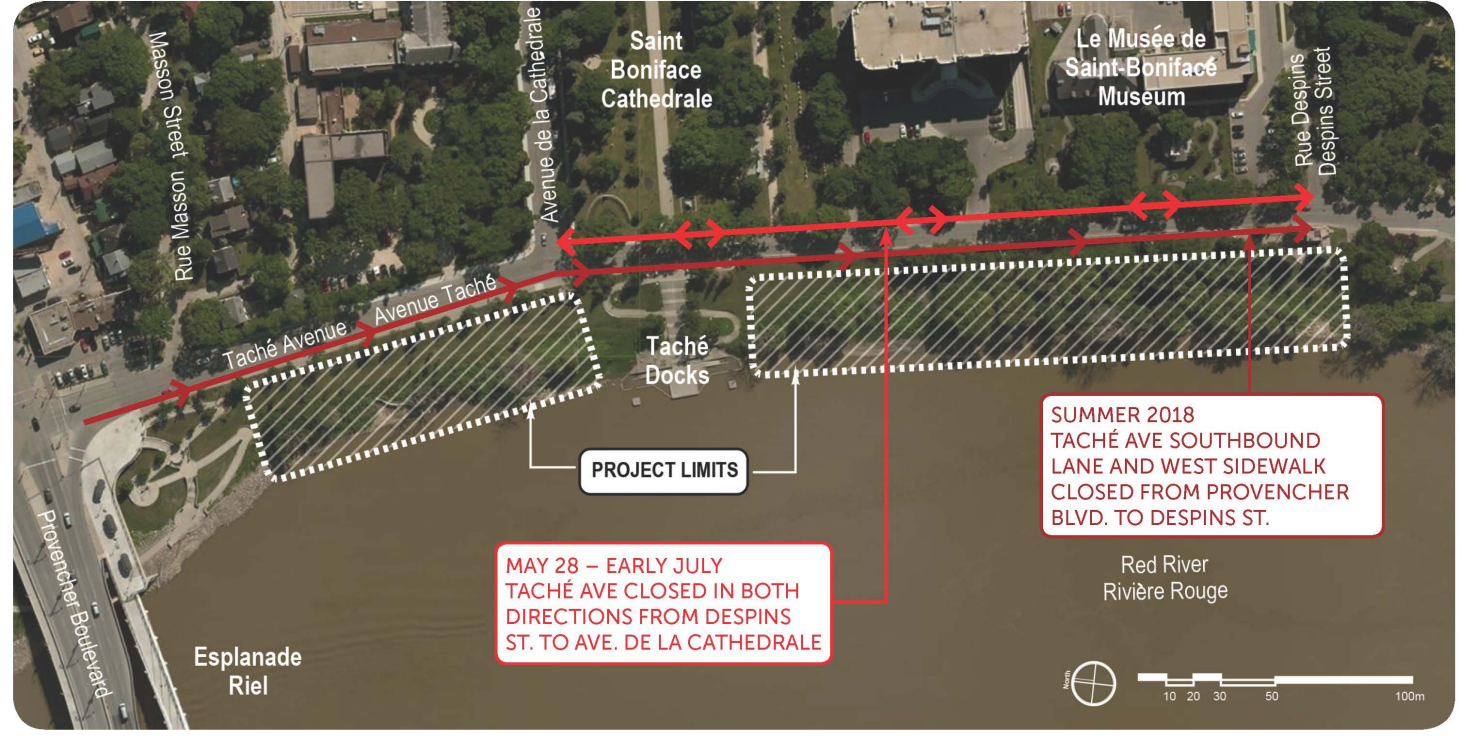 Masson Street
Rue Masson
Avenue de la Cathedrale
Saint
Boniface
Cathedrale
Le Musée de
Saint-Boniface
Museum
Rue Despins
Despins Street
Taché Avenue
Avenue Taché
Taché
Docks
PROJECT LIMITS
SUMMER 2018
TACHÉ AVE SOUTHBOUND
LANE AND WEST SIDEWALK
CLOSED FROM PROVENCHER
BLVD. TO DESPINS ST.
MAY 28 – EARLY JULY
TACHÉ AVE CLOSED IN BOTH
DIRECTIONS FROM DESPINS
ST. TO AVE. DE LA CATHEDRALE
Red River
Rivière Rouge
Provencher Boulevard
Esplanade
Riel
North
10 20 30 50 100m